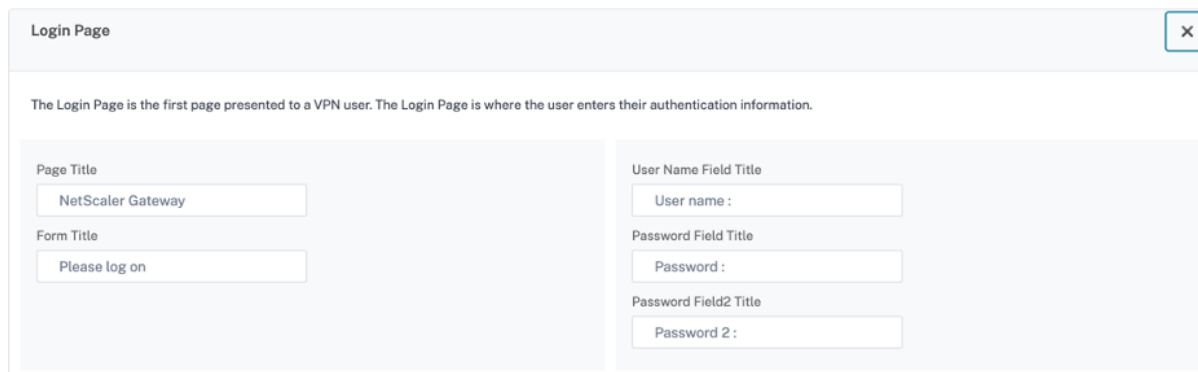 Login Page
×
The Login Page is the first page presented to a VPN user. The Login Page is where the user enters their authentication information.
Page Title
NetScaler Gateway
Form Title
Please log on
User Name Field Title
User name :
Password Field Title
Password :
Password Field2 Title
Password 2 :